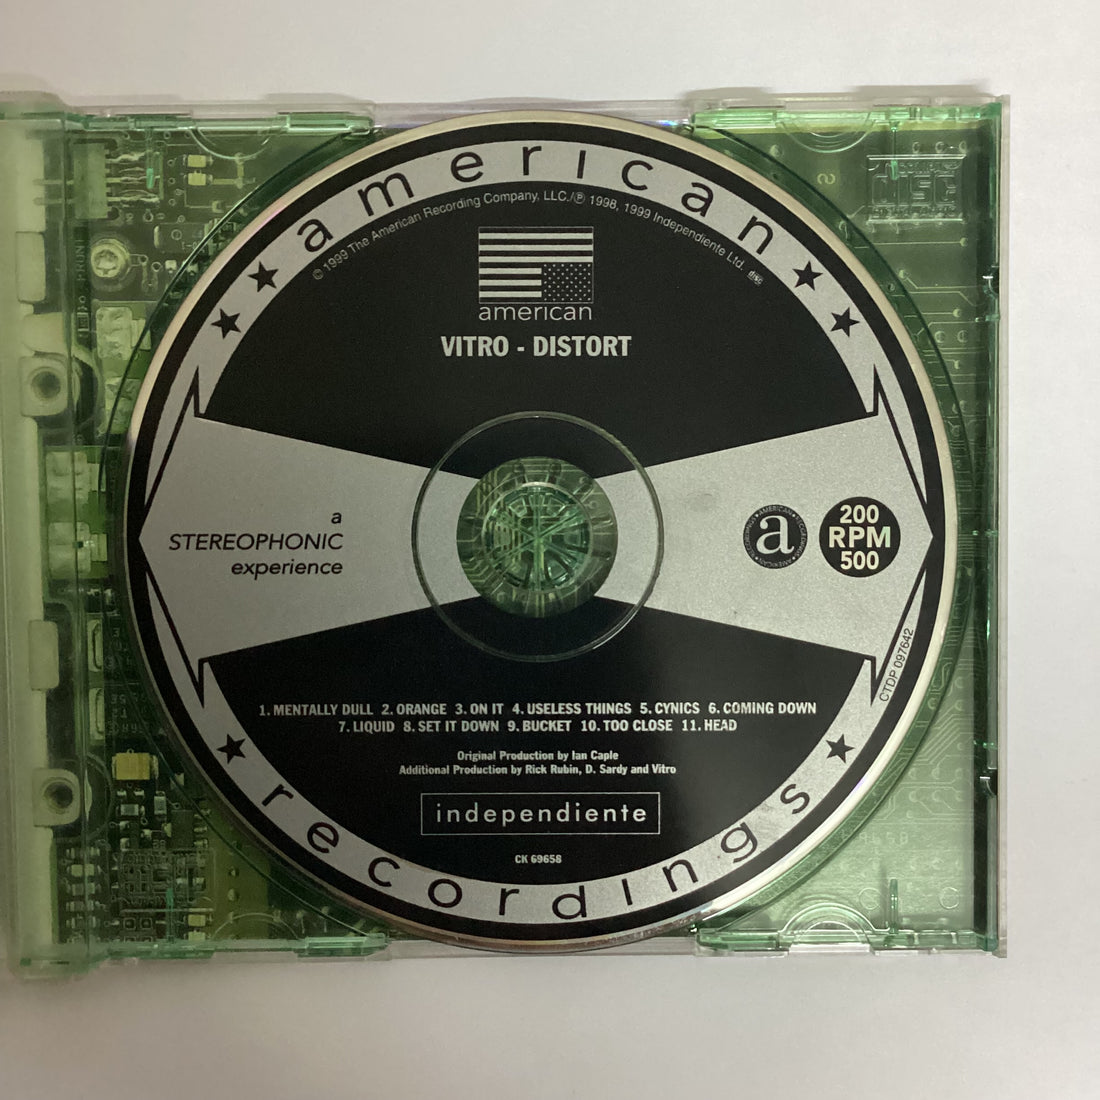 american
© 1999 The American Recording Company, LLC./℗ 1998, 1999 Independiente Ltd.
american
VITRO - DISTORT
a
STEREOPHONIC
experience
a
200
RPM
500
CTDP 097642
1. MENTALLY DULL 2. ORANGE 3. ON IT 4. USELESS THINGS 5. CYNICS 6. COMING DOWN
7. LIQUID 8. SET IT DOWN 9. BUCKET 10. TOO CLOSE 11. HEAD
Original Production by Ian Caple
Additional Production by Rick Rubin, D. Sardy and Vitro
independiente
CK 69658
recordings